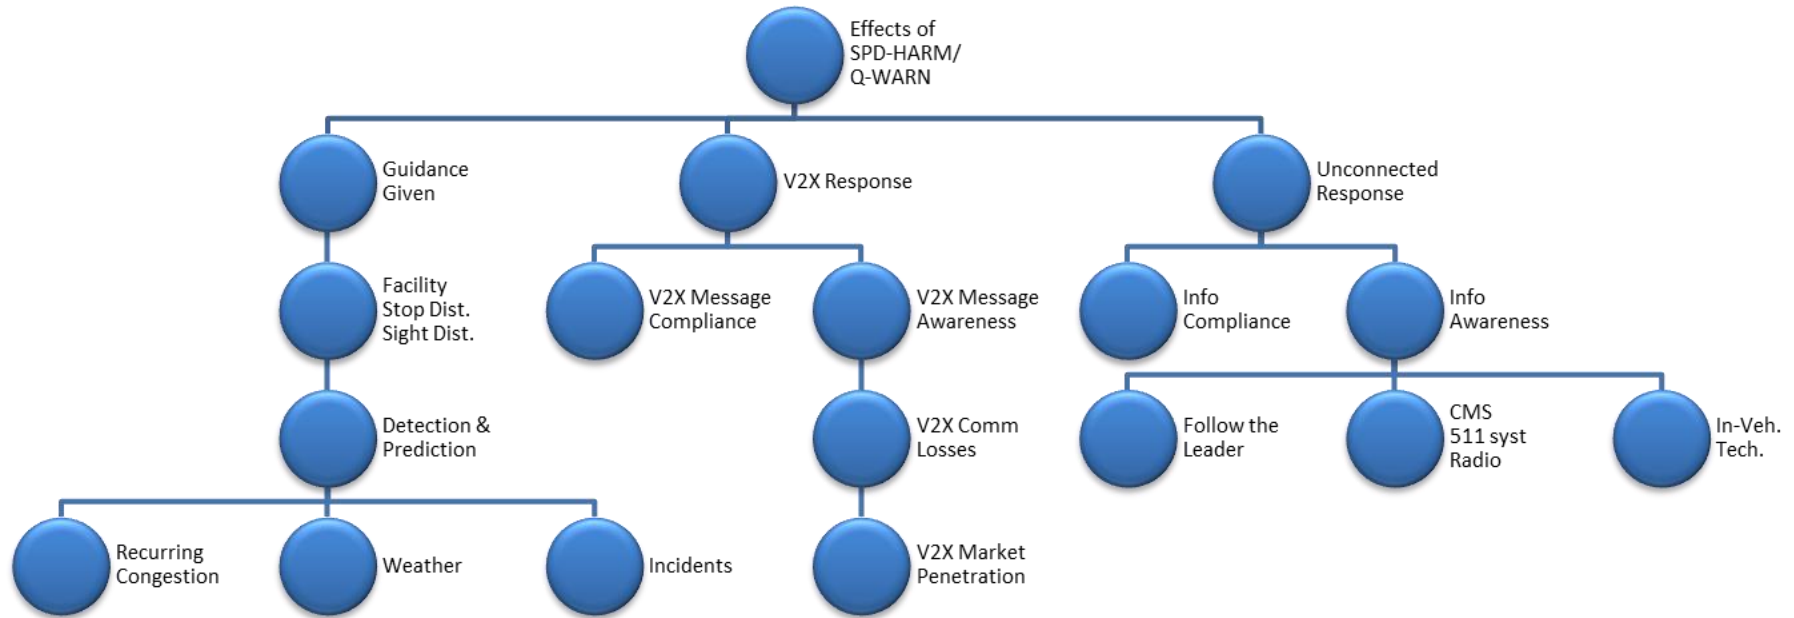 Effects of
SPD-HARM/
Q-WARN
Guidance
Given
V2X Response
Unconnected
Response
Facility
Stop Dist.
Sight Dist.
V2X Message
Compliance
V2X Message
Awareness
Info
Compliance
Info
Awareness
Detection &
Prediction
V2X Comm
Losses
Follow the
Leader
CMS
511 syst
Radio
In-Veh.
Tech.
Recurring
Congestion
Weather
Incidents
V2X Market
Penetration